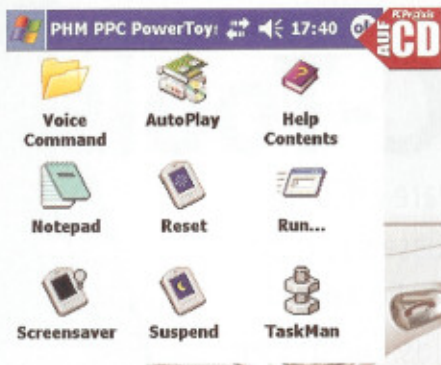 PHM PPC PowerToy: 17:40 ok
PCPraxis
AUF CD
Voice Command
AutoPlay
Help Contents
Notepad
Reset
Run...
Screensaver
Suspend
TaskMan